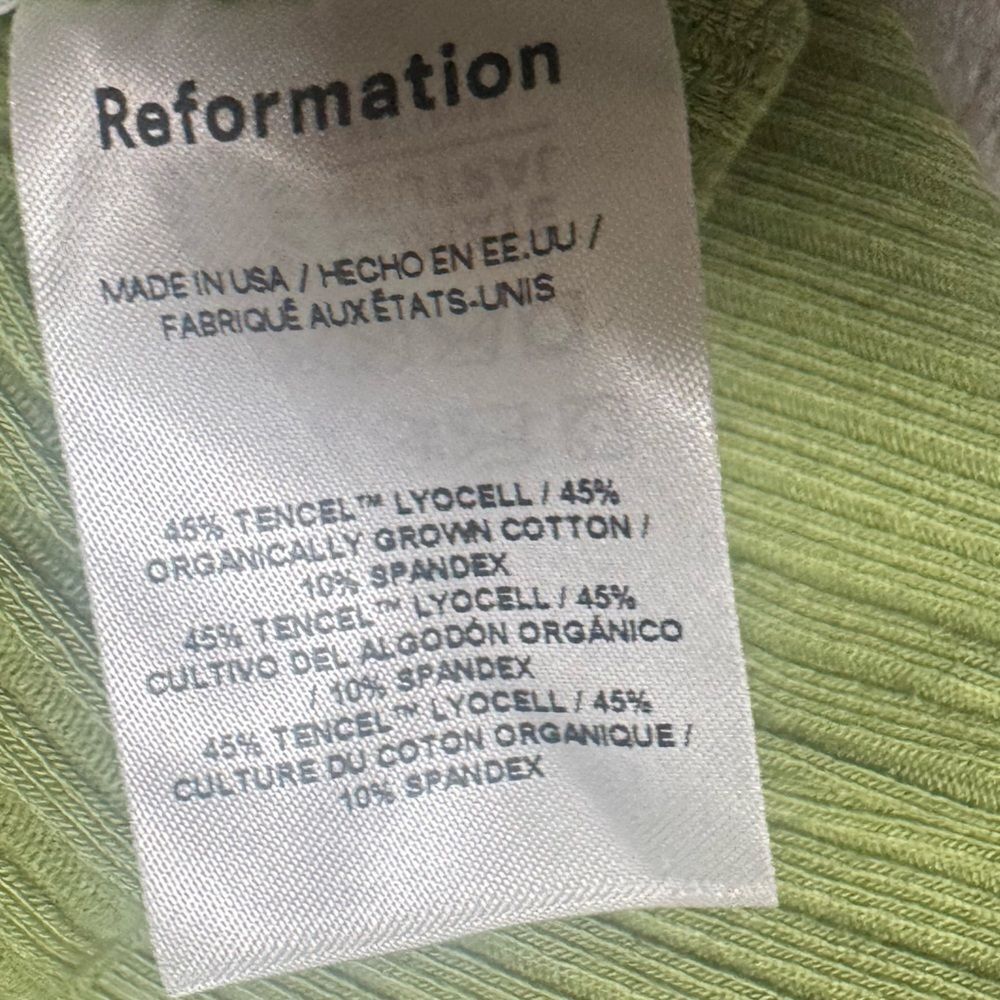 Reformation
MADE IN USA / HECHO EN EE.UU /
FABRIQUÉ AUX ÉTATS-UNIS
45% TENCEL™ LYOCELL / 45%
ORGANICALLY GROWN COTTON /
10% SPANDEX
45% TENCEL™ LYOCELL / 45%
CULTIVO DEL ALGODÓN ORGÁNICO
/ 10% SPANDEX
45% TENCEL™ LYOCELL / 45%
CULTURE DU COTON ORGANIQUE /
10% SPANDEX